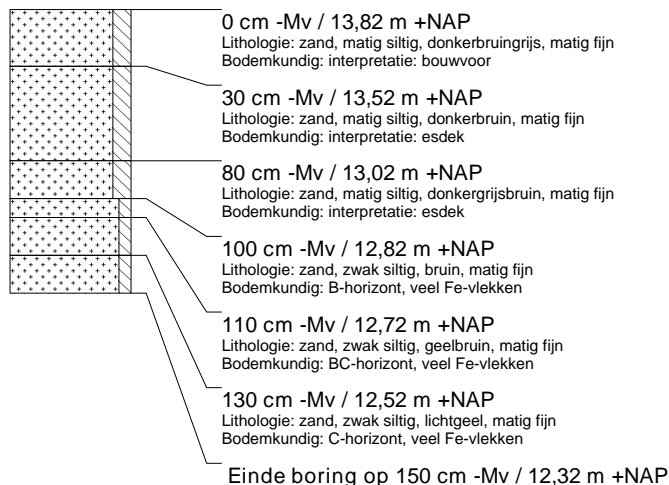 0 cm -Mv / 13,82 m +NAP
Lithologie: zand, matig siltig, donkerbruingrijs, matig fijn
Bodemkundig: interpretatie: bouwvoor
30 cm -Mv / 13,52 m +NAP
Lithologie: zand, matig siltig, donkerbruin, matig fijn
Bodemkundig: interpretatie: esdek
80 cm -Mv / 13,02 m +NAP
Lithologie: zand, matig siltig, donkergrijsbruin, matig fijn
Bodemkundig: interpretatie: esdek
100 cm -Mv / 12,82 m +NAP
Lithologie: zand, zwak siltig, bruin, matig fijn
Bodemkundig: B-horizont, veel Fe-vlekken
110 cm -Mv / 12,72 m +NAP
Lithologie: zand, zwak siltig, geelbruin, matig fijn
Bodemkundig: BC-horizont, veel Fe-vlekken
130 cm -Mv / 12,52 m +NAP
Lithologie: zand, zwak siltig, lichtgeel, matig fijn
Bodemkundig: C-horizont, veel Fe-vlekken
Einde boring op 150 cm -Mv / 12,32 m +NAP